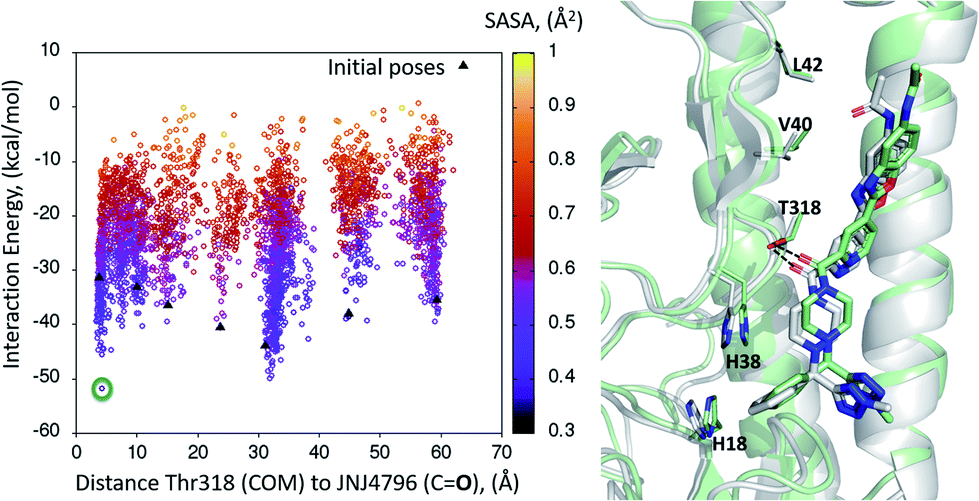 SASA, (Å²)
Initial poses
10
0
-10
-20
-30
-40
-50
-60
0
10
20
30
40
50
60
70
1
0.9
0.8
0.7
0.6
0.5
0.4
0.3
Interaction Energy, (kcal/mol)
Distance Thr318 (COM) to JNJ4796 (C=O), (Å)
L42
V40
T318
H38
H18